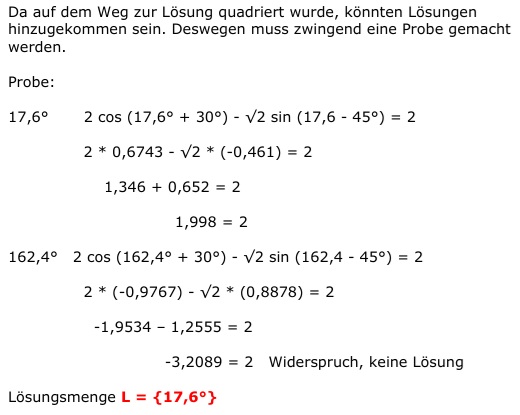 Da auf dem Weg zur Lösung quadriert wurde, könnten Lösungen
hinzugekommen sein. Deswegen muss zwingend eine Probe gemacht
werden.
Probe:
17,6° 2 cos (17,6° + 30°) - √2 sin (17,6 - 45°) = 2
2 * 0,6743 - √2 * (-0,461) = 2
1,346 + 0,652 = 2
1,998 = 2
162,4° 2 cos (162,4° + 30°) - √2 sin (162,4 - 45°) = 2
2 * (-0,9767) - √2 * (0,8878) = 2
-1,9534 – 1,2555 = 2
-3,2089 = 2 Widerspruch, keine Lösung
Lösungsmenge L = {17,6°}